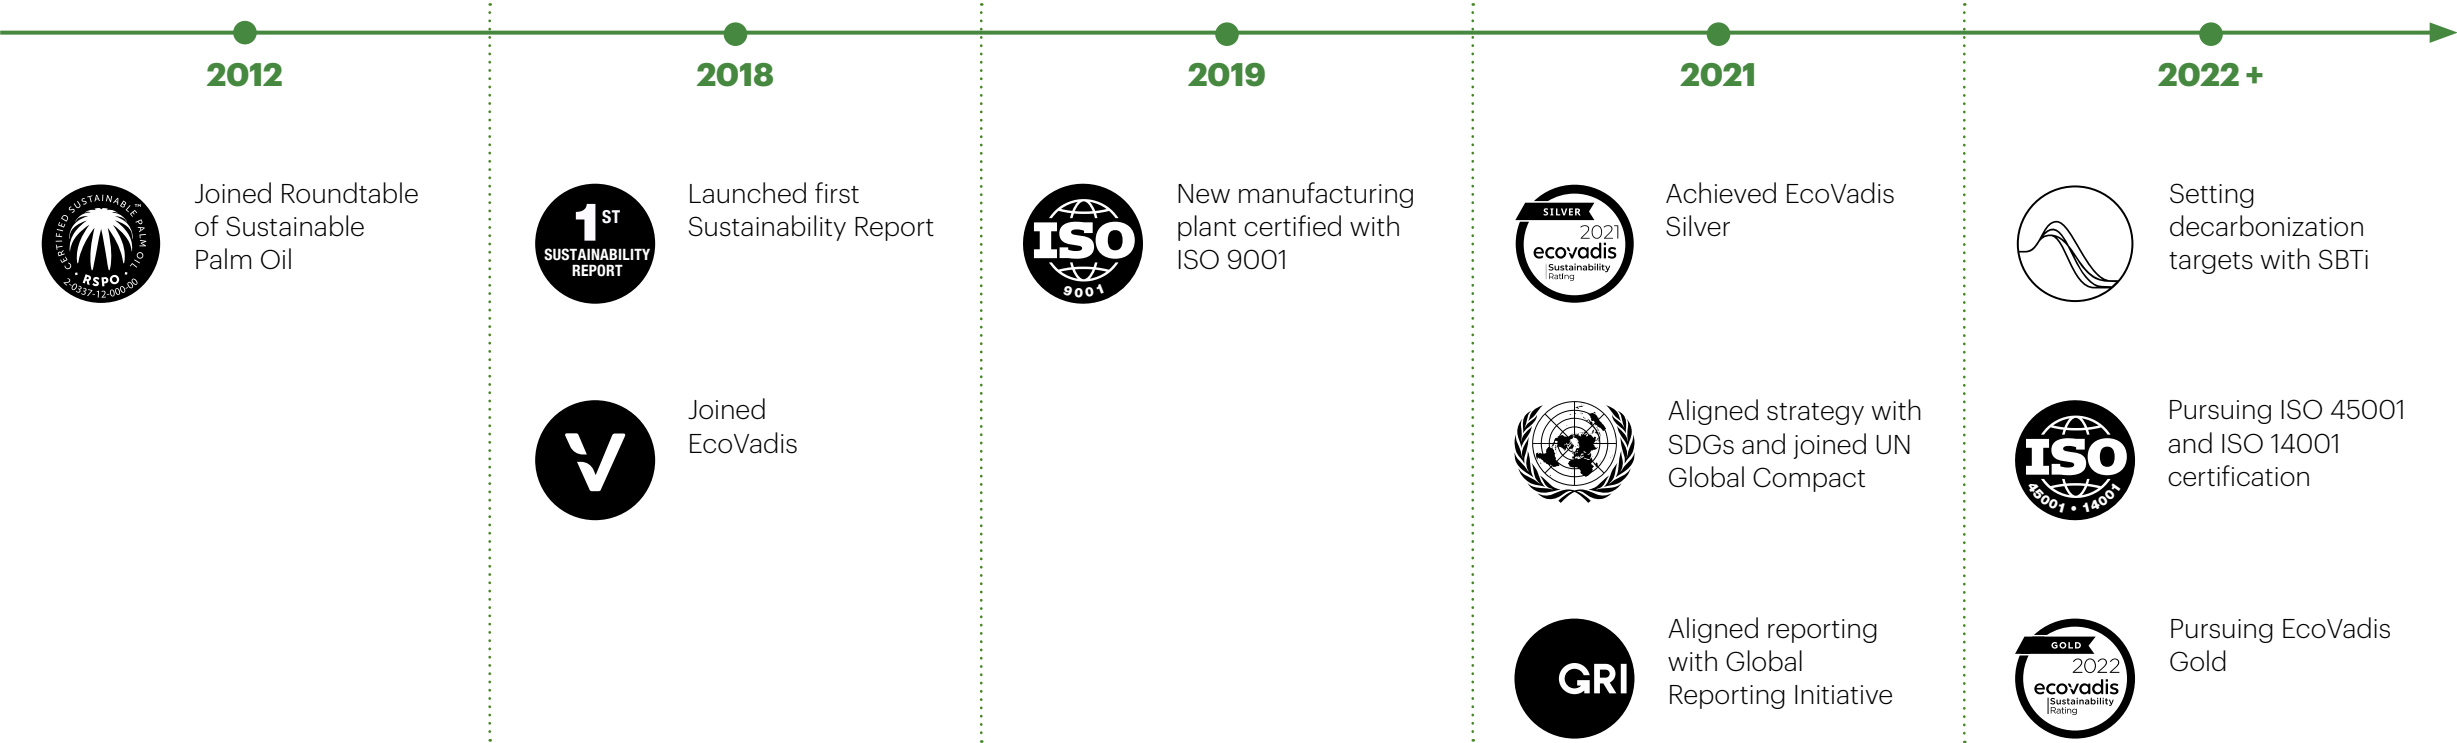 2012
2018
2019
2021
2022 +
CERTIFIED SUSTAINABLE PALM OIL™
RSPO
2-0337-12-000-00
Joined Roundtable
of Sustainable
Palm Oil
1ST
SUSTAINABILITY
REPORT
Launched first
Sustainability Report
Joined
EcoVadis
ISO
9001
New manufacturing
plant certified with
ISO 9001
SILVER
2021
ecovadis
Sustainability
Rating
Achieved EcoVadis
Silver
Aligned strategy with
SDGs and joined UN
Global Compact
GRI
Aligned reporting
with Global
Reporting Initiative
Setting
decarbonization
targets with SBTi
ISO
45001 • 14001
Pursuing ISO 45001
and ISO 14001
certification
GOLD
2022
ecovadis
Sustainability
Rating
Pursuing EcoVadis
Gold